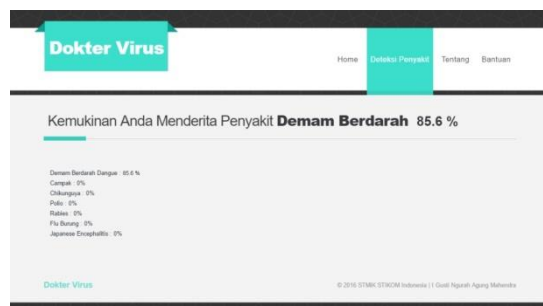 Dokter Virus
Home Deteksi Penyakit Tentang Bantuan
Kemukinan Anda Menderita Penyakit Demam Berdarah 85.6 %
Demam Berdarah Dangue : 85.6 %
Campak : 0%
Chikungnya : 0%
Polio : 0%
Rabies : 0%
Flu Burung : 0%
Japanese Encephalitis : 0%
Dokter Virus
© 2016 STMIK STIKOM Indonesia | I Gusti Ngurah Agung Mahendra